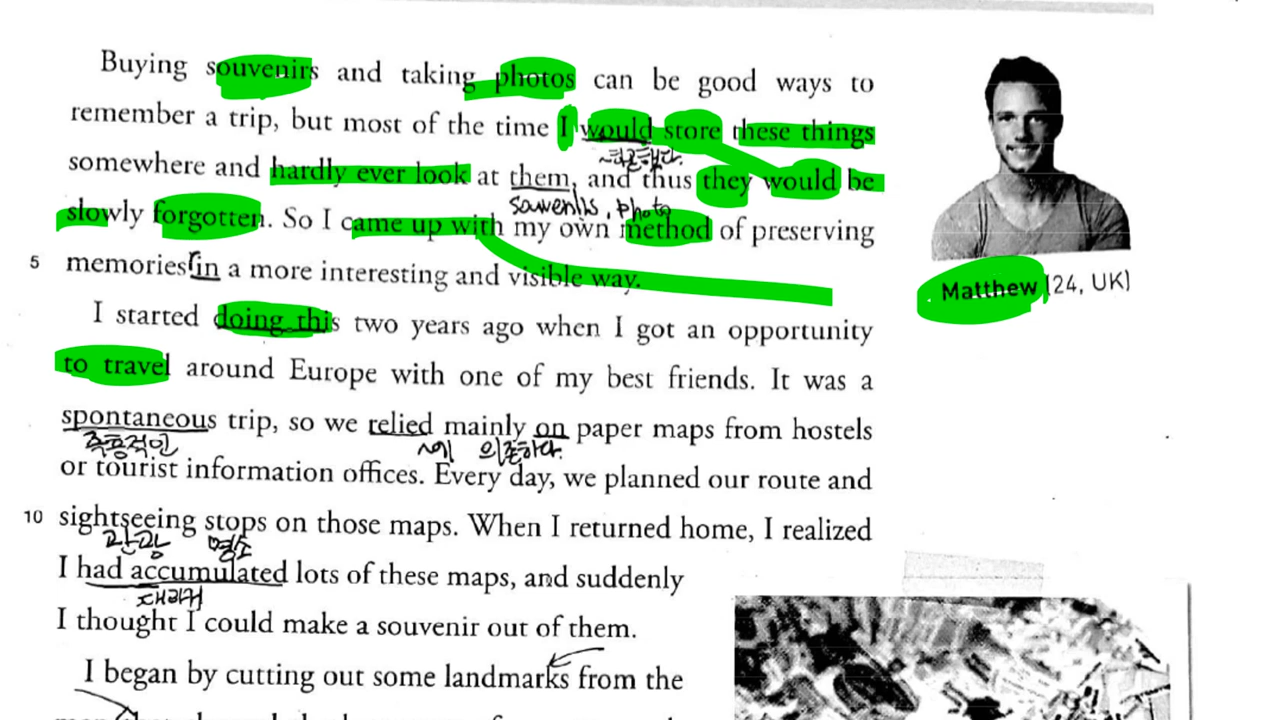 Buying souvenirs and taking photos can be good ways to
remember a trip, but most of the time I would store these things
~하곤했다.
somewhere and hardly ever look at them, and thus they would be
souvenirs, photo
slowly forgotten. So I came up with my own method of preserving
5 memories in a more interesting and visible way.
Matthew (24, UK)
I started doing this two years ago when I got an opportunity
to travel around Europe with one of my best friends. It was a
spontaneous trip, so we relied mainly on paper maps from hostels
즉흥적인 ~에 의존하다.
or tourist information offices. Every day, we planned our route and
10 sightseeing stops on those maps. When I returned home, I realized
관광 명소
I had accumulated lots of these maps, and suddenly
I thought I could make a souvenir out of them.
I began by cutting out some landmarks from the